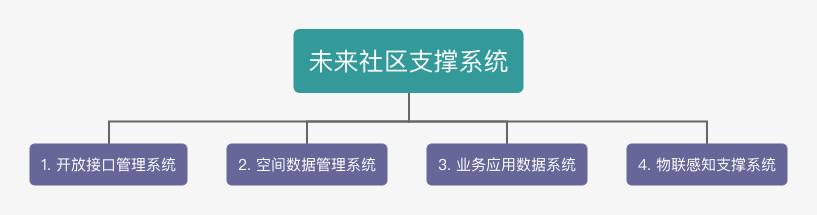 未来社区支撑系统
1. 开放接口管理系统
2. 空间数据管理系统
3. 业务应用数据系统
4. 物联感知支撑系统